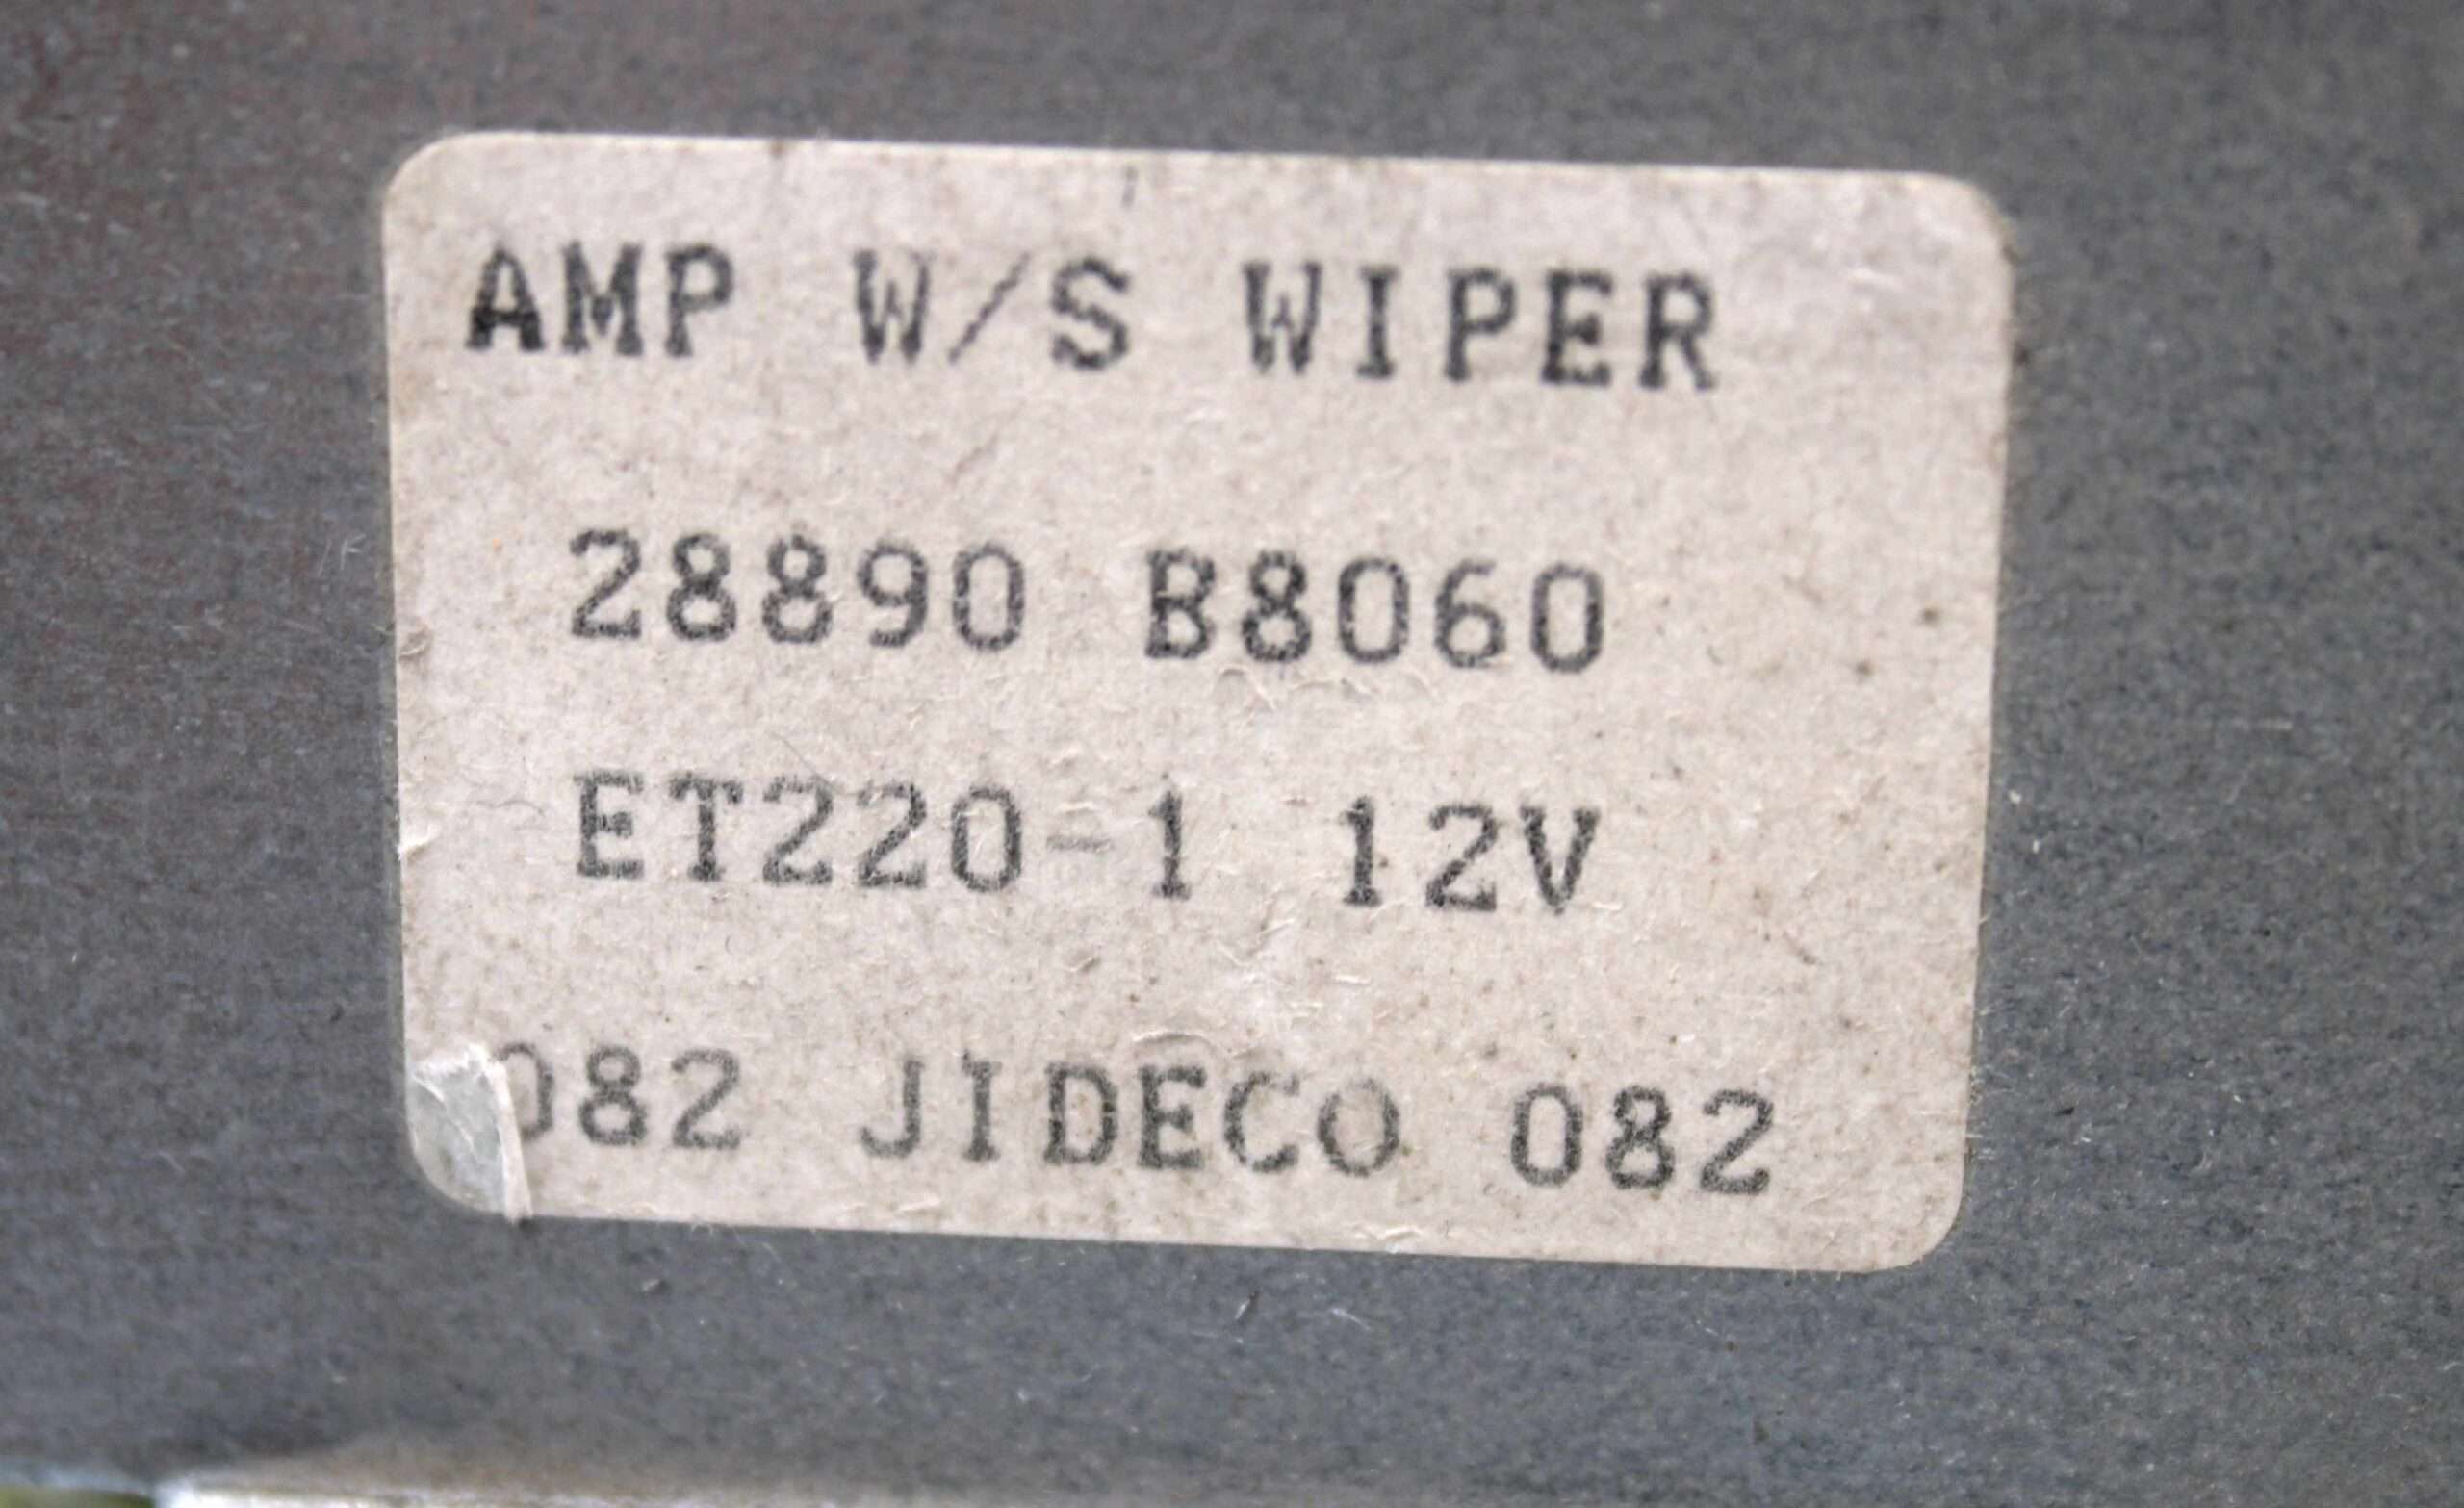 AMP W/S WIPER
28890 B8060
ET220-1 12V
082 JIDECO 082